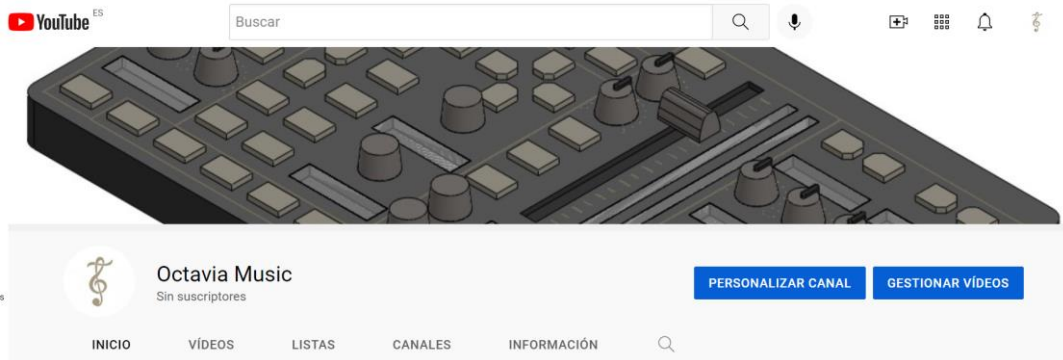 YouTube ES
Buscar
Octavia Music
Sin suscriptores
PERSONALIZAR CANAL
GESTIONAR VÍDEOS
INICIO VÍDEOS LISTAS CANALES INFORMACIÓN